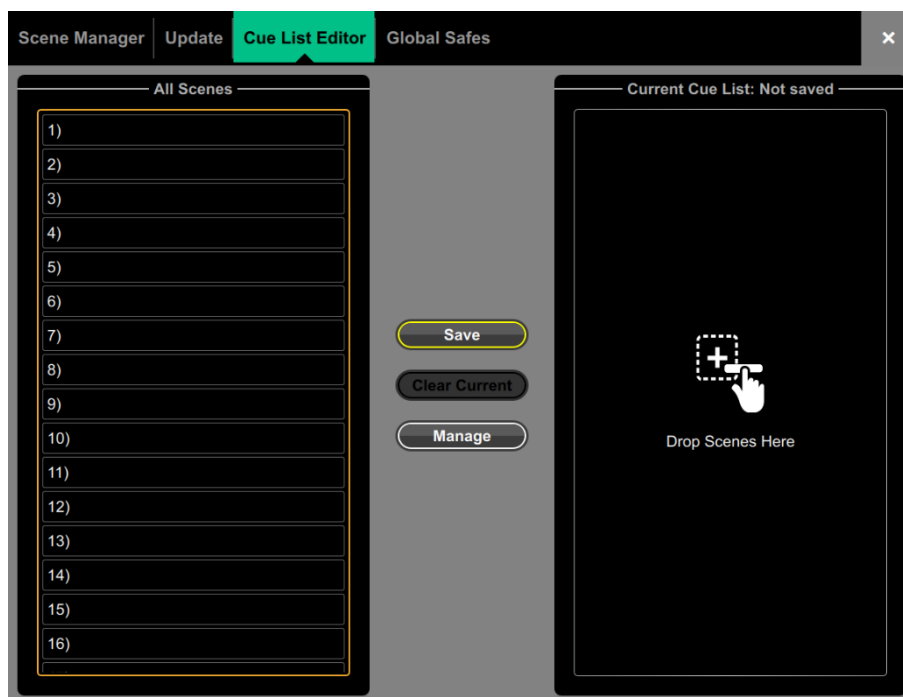 Scene Manager Update Cue List Editor Global Safes ×
All Scenes
1)
2)
3)
4)
5)
6)
7)
8)
9)
10)
11)
12)
13)
14)
15)
16)
Save
Clear Current
Manage
Current Cue List: Not saved
Drop Scenes Here